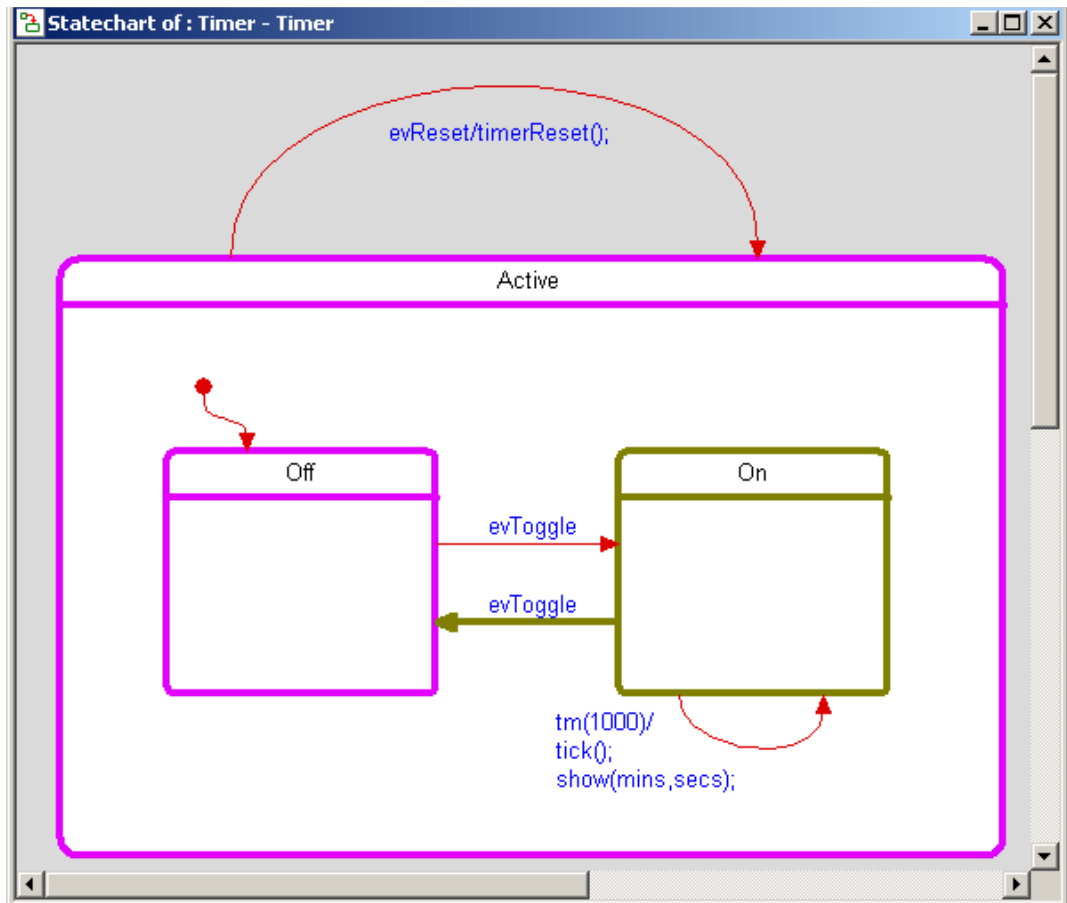 Statechart of : Timer - Timer
evReset/timerReset();
Active
Off
On
evToggle
evToggle
tm(1000)/
tick();
show(mins,secs);